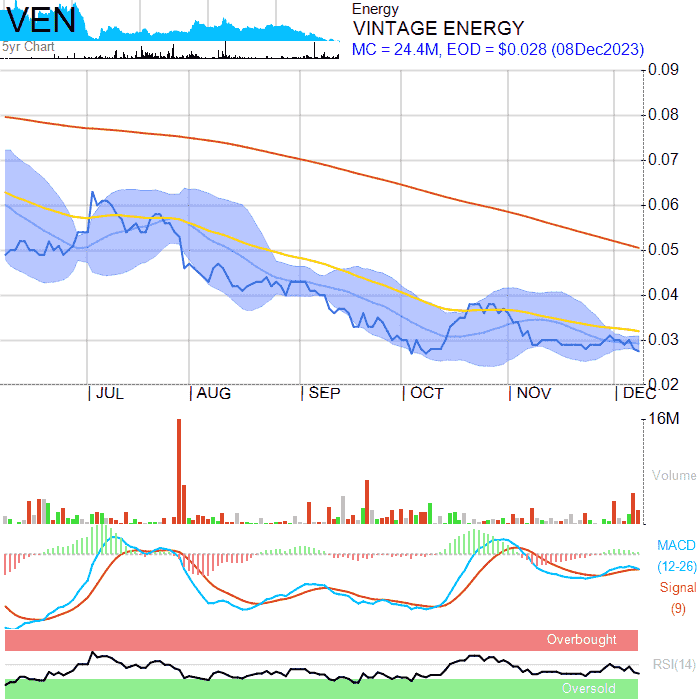 VEN
5yr Chart
Energy
VINTAGE ENERGY
MC = 24.4M, EOD = $0.028 (08Dec2023)
0.09
0.08
0.07
0.06
0.05
0.04
0.03
0.02
JUL AUG SEP OCT NOV DEC
16M
Volume
MACD
(12-26)
Signal
(9)
Overbought
RSI(14)
Oversold